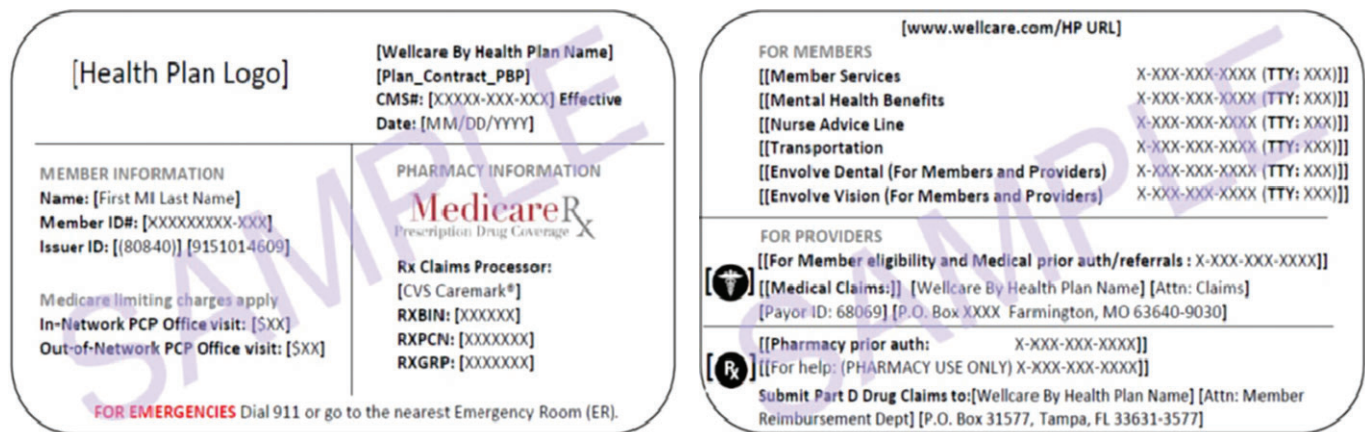 [Health Plan Logo]
[Wellcare By Health Plan Name]
[Plan_Contract_PBP]
CMS#: [XXXXX-XXX-XXX] Effective
Date: [MM/DD/YYYY]
MEMBER INFORMATION
Name: [First MI Last Name]
Member ID#: [XXXXXXXXX-XXX]
Issuer ID: [(80840)] [9151014609]
Medicare limiting charges apply
In-Network PCP Office visit: [$XX]
Out-of-Network PCP Office visit: [$XX]
PHARMACY INFORMATION
MedicareRx
Prescription Drug Coverage
Rx Claims Processor:
[CVS Caremark®]
RXBIN: [XXXXXX]
RXPCN: [XXXXXXX]
RXGRP: [XXXXXXX]
FOR EMERGENCIES Dial 911 or go to the nearest Emergency Room (ER).
SAMPLE
[www.wellcare.com/HP URL]
FOR MEMBERS
[[Member Services X-XXX-XXX-XXXX (TTY: XXX)]]
[[Mental Health Benefits X-XXX-XXX-XXXX (TTY: XXX)]]
[[Nurse Advice Line X-XXX-XXX-XXXX (TTY: XXX)]]
[[Transportation X-XXX-XXX-XXXX (TTY: XXX)]]
[[Envolve Dental (For Members and Providers) X-XXX-XXX-XXXX (TTY: XXX)]]
[[Envolve Vision (For Members and Providers) X-XXX-XXX-XXXX (TTY: XXX)]]
FOR PROVIDERS
[[For Member eligibility and Medical prior auth/referrals : X-XXX-XXX-XXXX]]
[[Medical Claims:]] [Wellcare By Health Plan Name] [Attn: Claims]
[Payor ID: 68069] [P.O. Box XXXX Farmington, MO 63640-9030]
[[Pharmacy prior auth: X-XXX-XXX-XXXX]]
[Rx] [[For help: (PHARMACY USE ONLY) X-XXX-XXX-XXXX]]
Submit Part D Drug Claims to:[Wellcare By Health Plan Name] [Attn: Member
Reimbursement Dept] [P.O. Box 31577, Tampa, FL 33631-3577]
SAMPLE